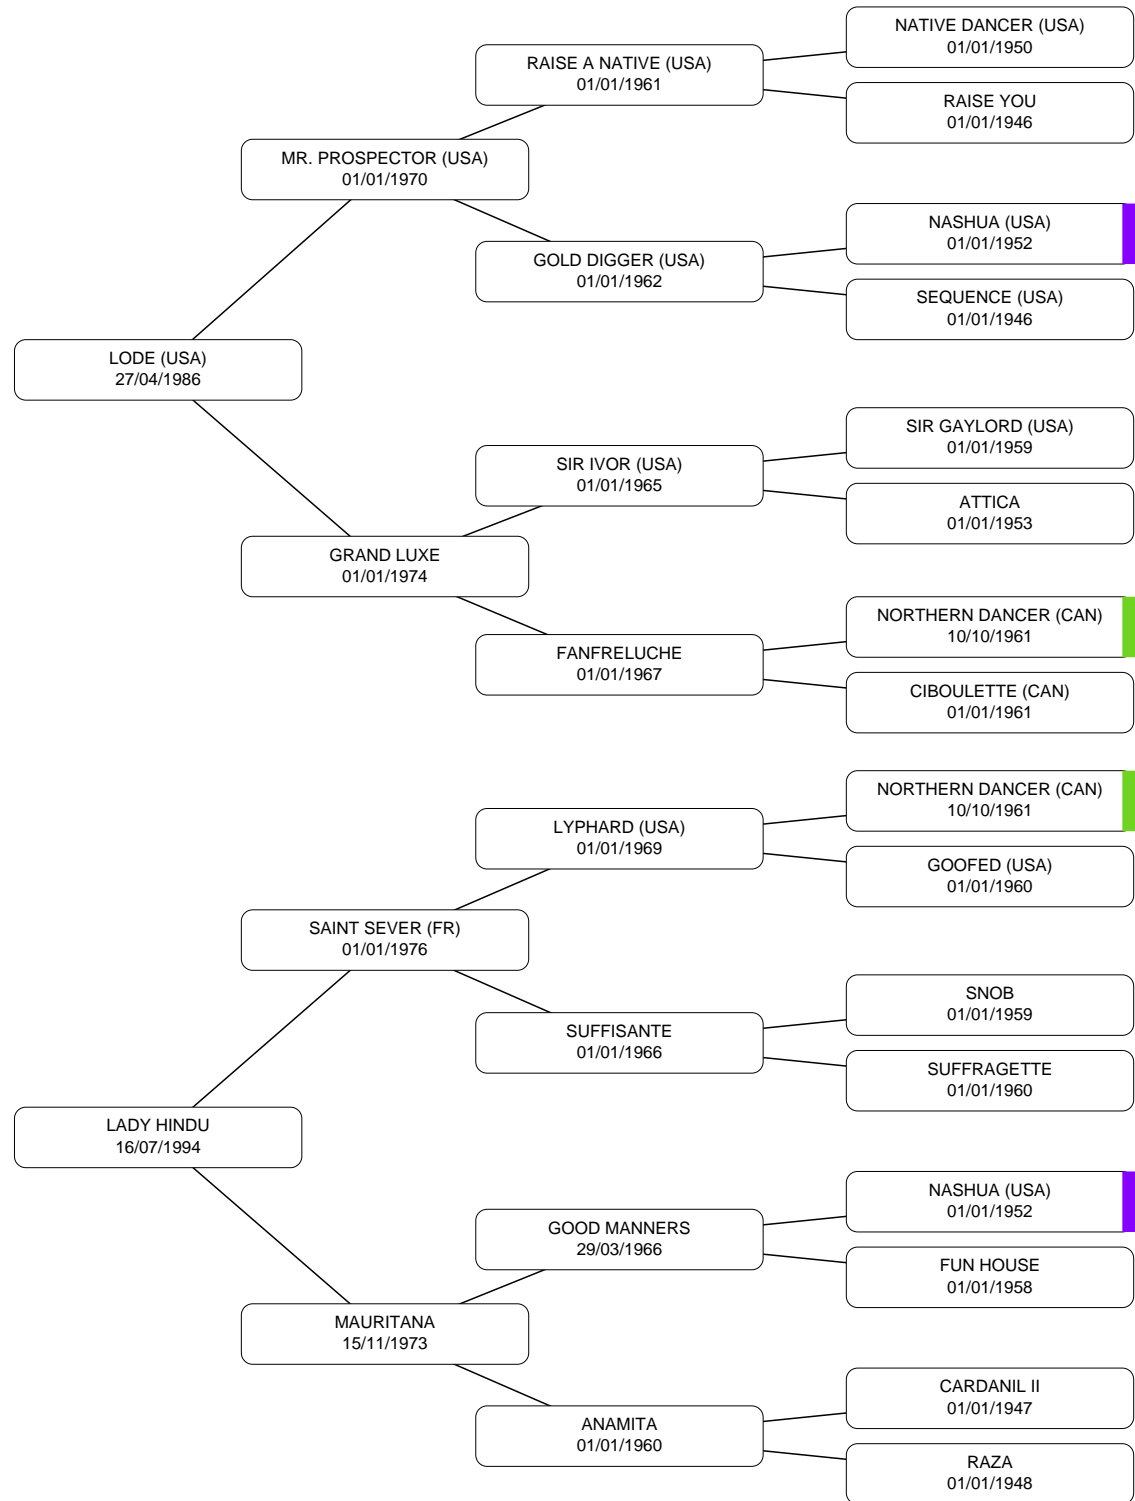 NATIVE DANCER (USA)
01/01/1950
RAISE A NATIVE (USA)
01/01/1961
RAISE YOU
01/01/1946
MR. PROSPECTOR (USA)
01/01/1970
NASHUA (USA)
01/01/1952
GOLD DIGGER (USA)
01/01/1962
SEQUENCE (USA)
01/01/1946
LODE (USA)
27/04/1986
SIR GAYLORD (USA)
01/01/1959
SIR IVOR (USA)
01/01/1965
ATTICA
01/01/1953
GRAND LUXE
01/01/1974
NORTHERN DANCER (CAN)
10/10/1961
FANFRELUCHE
01/01/1967
CIBOULETTE (CAN)
01/01/1961
NORTHERN DANCER (CAN)
10/10/1961
LYPHARD (USA)
01/01/1969
GOOFED (USA)
01/01/1960
SAINT SEVER (FR)
01/01/1976
SNOB
01/01/1959
SUFFISANTE
01/01/1966
SUFFRAGETTE
01/01/1960
LADY HINDU
16/07/1994
NASHUA (USA)
01/01/1952
GOOD MANNERS
29/03/1966
FUN HOUSE
01/01/1958
MAURITANA
15/11/1973
CARDANIL II
01/01/1947
ANAMITA
01/01/1960
RAZA
01/01/1948